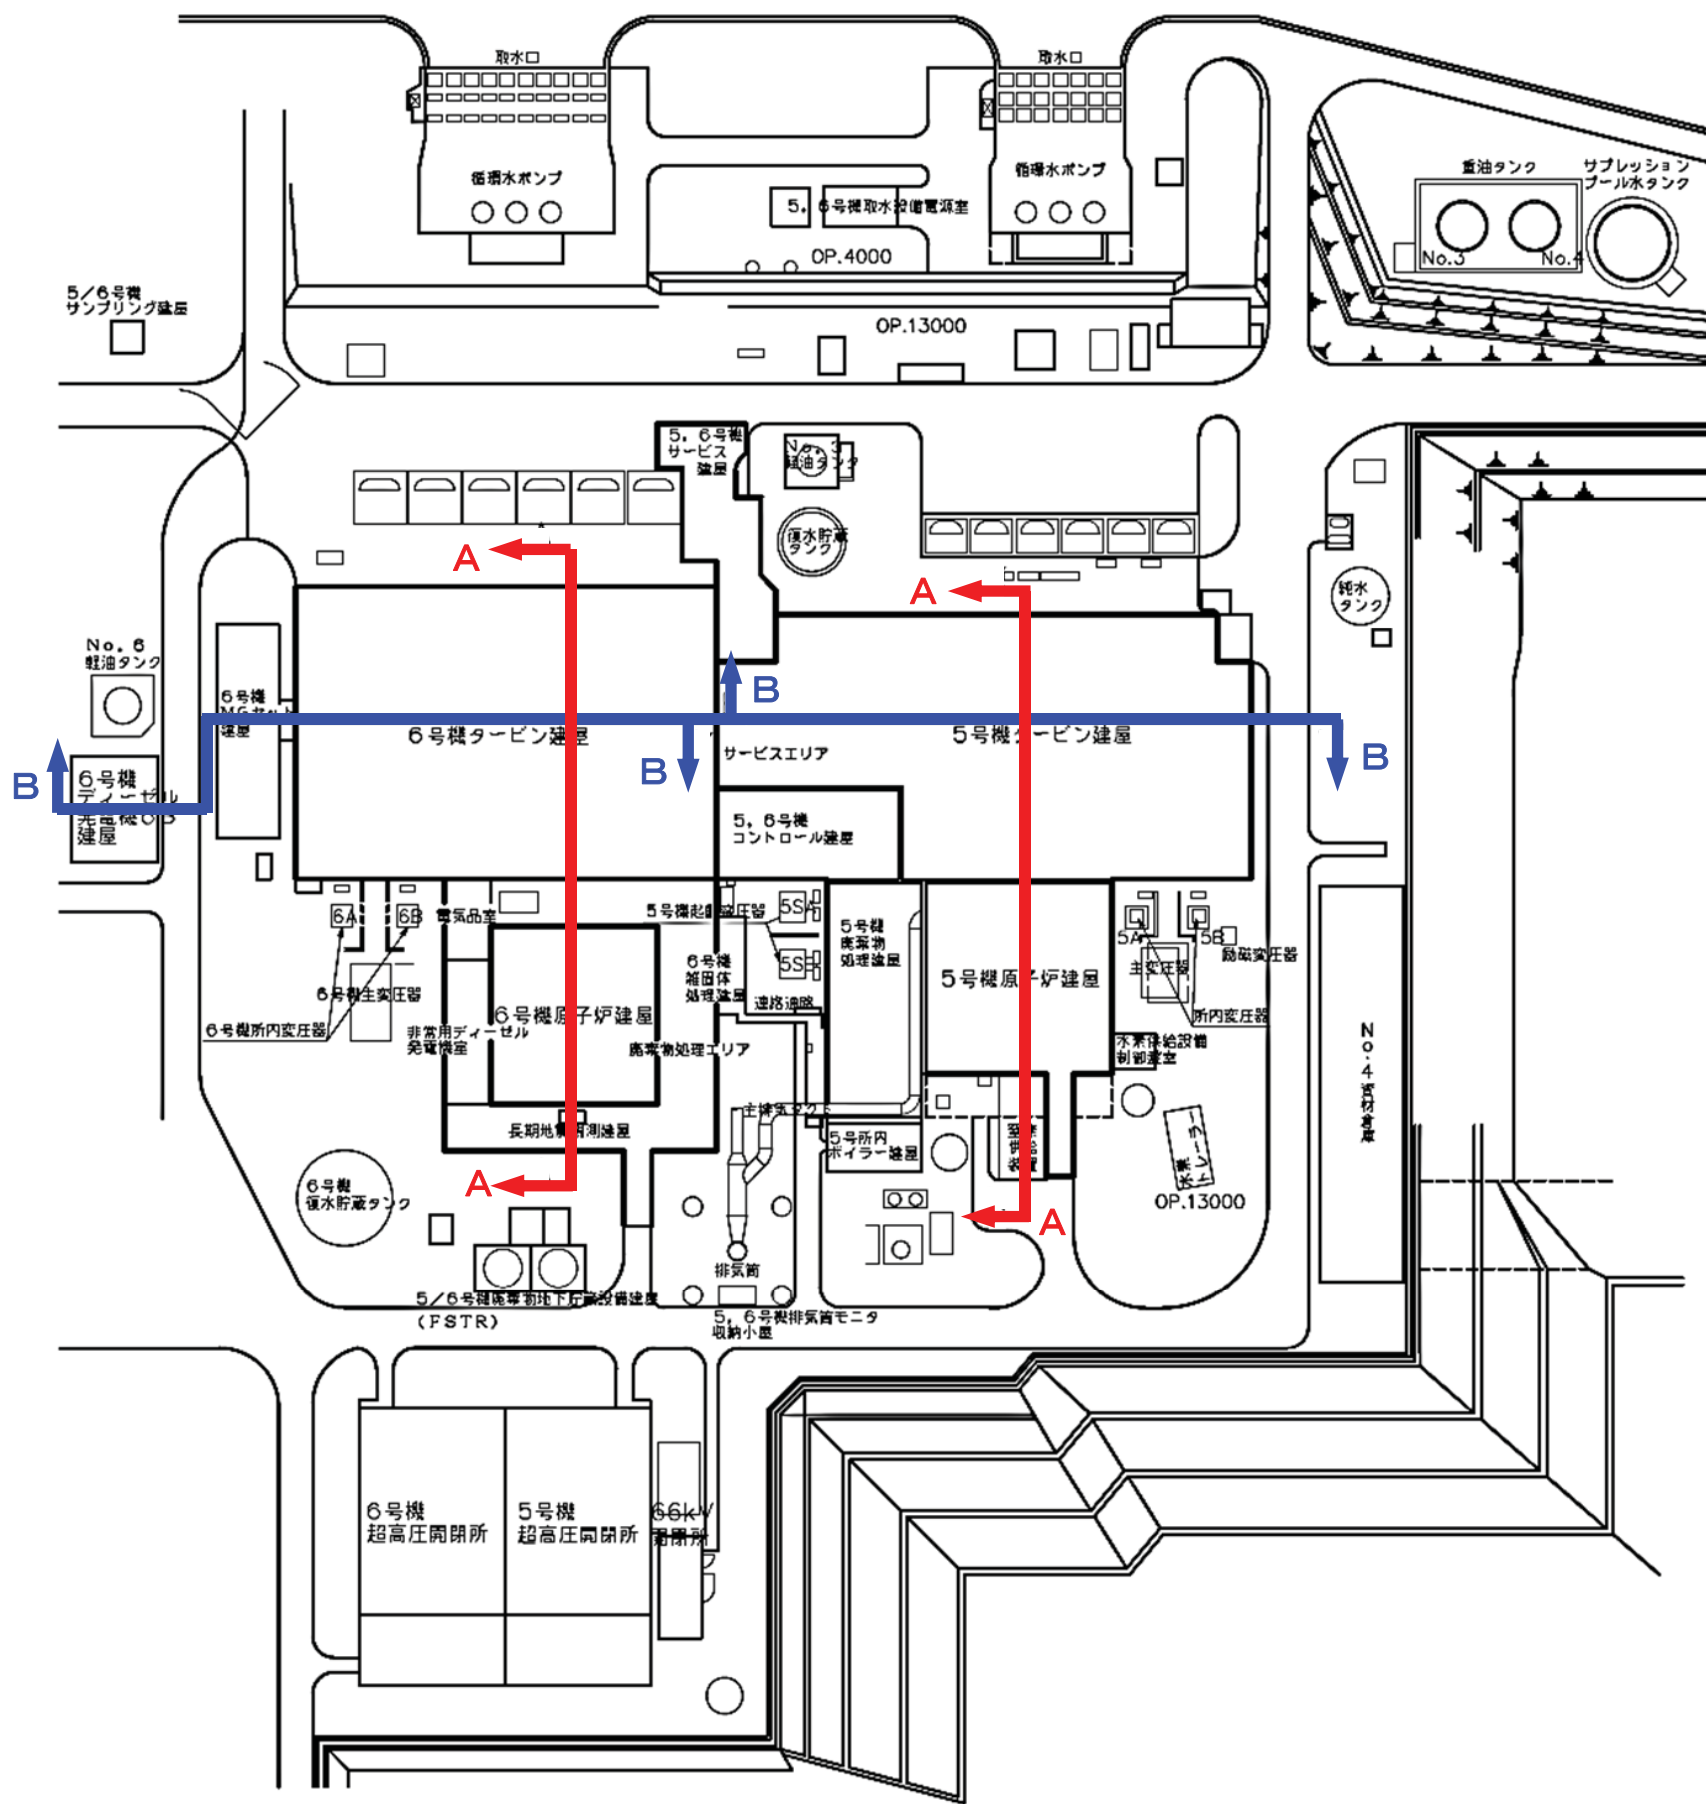 取水口
取水口
循環水ポンプ
循環水ポンプ
5，6号機取水設備電源室
OP.4000
重油タンク
サプレッション
プール水タンク
No.3
No.4
5／6号機
サンプリング建屋
OP.13000
5，6号機
サービス
建屋
No.3
軽油タンク
復水貯蔵
タンク
純水
タンク
A
A
No.6
軽油タンク
6号機
MGセット
建屋
B
6号機タービン建屋
5号機タービン建屋
サービスエリア
B
B
B
6号機
ディーゼル
発電機6B
建屋
5，6号機
コントロール建屋
6A
6B
電気品室
5号機起動変圧器
5SA
5号機
廃棄物
処理建屋
5A
5B
励磁変圧器
主変圧器
6号機
雑固体
処理建屋
5S
連絡通路
5号機原子炉建屋
6号機主変圧器
6号機所内変圧器
非常用ディーゼル
発電機室
6号機原子炉建屋
廃棄物処理エリア
所内変圧器
水素供給設備
制御盤室
No.4資材倉庫
主排気ダクト
長期地震観測建屋
5号所内
ボイラー建屋
水素
トレーラー
OP.13000
6号機
復水貯蔵タンク
A
A
排気筒
5／6号機廃棄物地下貯蔵設備建屋
(FSTR)
5，6号機排気筒モニタ
収納小屋
6号機
超高圧開閉所
5号機
超高圧開閉所
66kV
開閉所